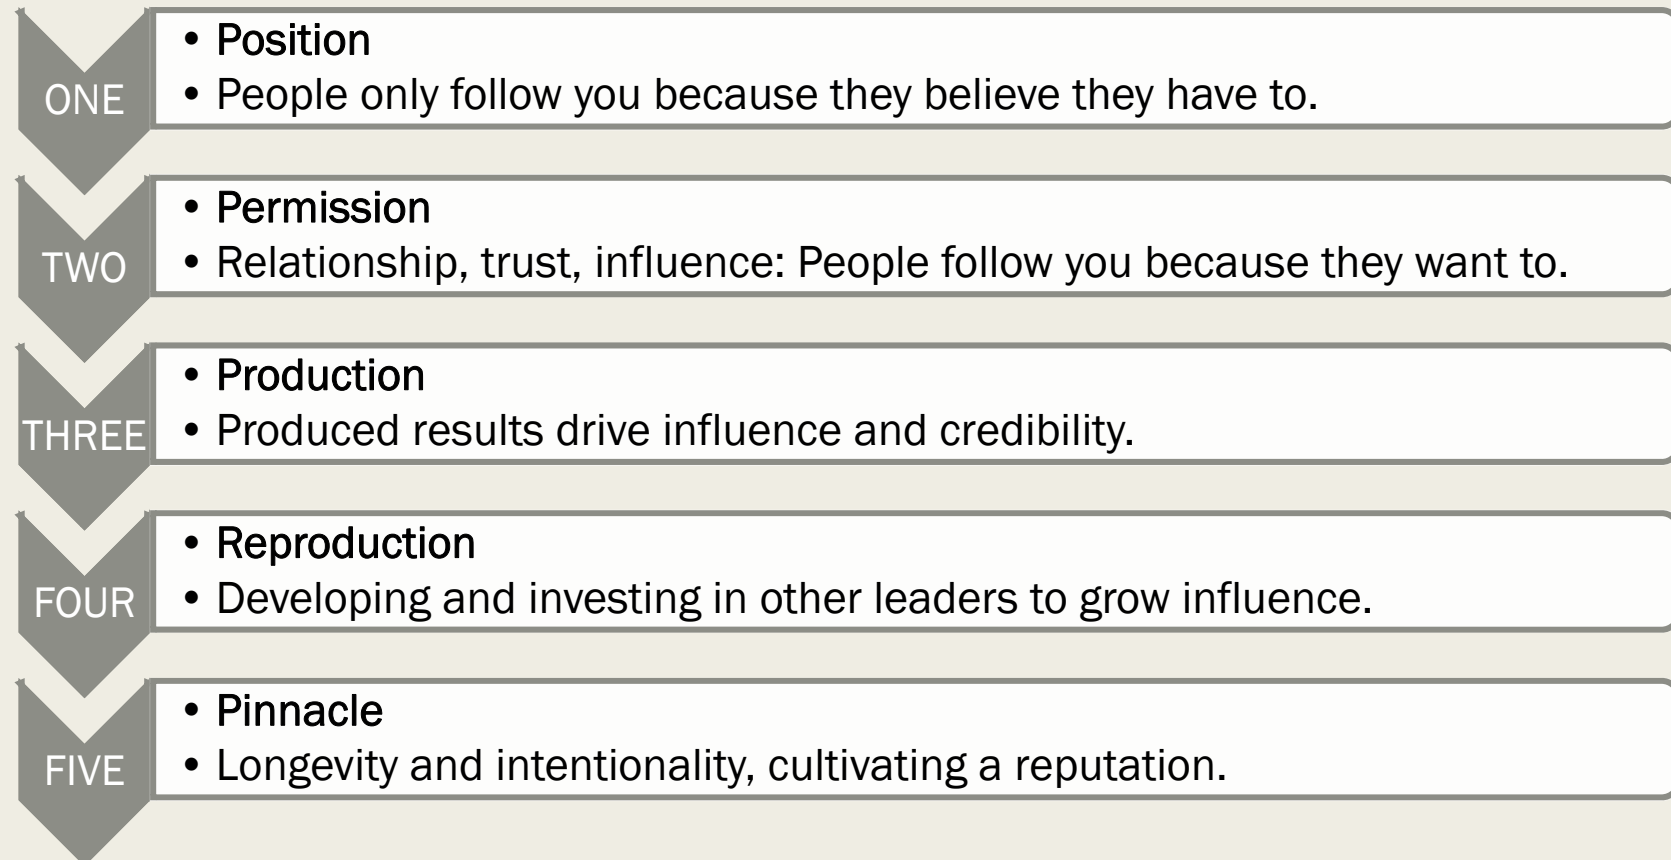 ONE
• Position
• People only follow you because they believe they have to.
TWO
• Permission
• Relationship, trust, influence: People follow you because they want to.
THREE
• Production
• Produced results drive influence and credibility.
FOUR
• Reproduction
• Developing and investing in other leaders to grow influence.
FIVE
• Pinnacle
• Longevity and intentionality, cultivating a reputation.